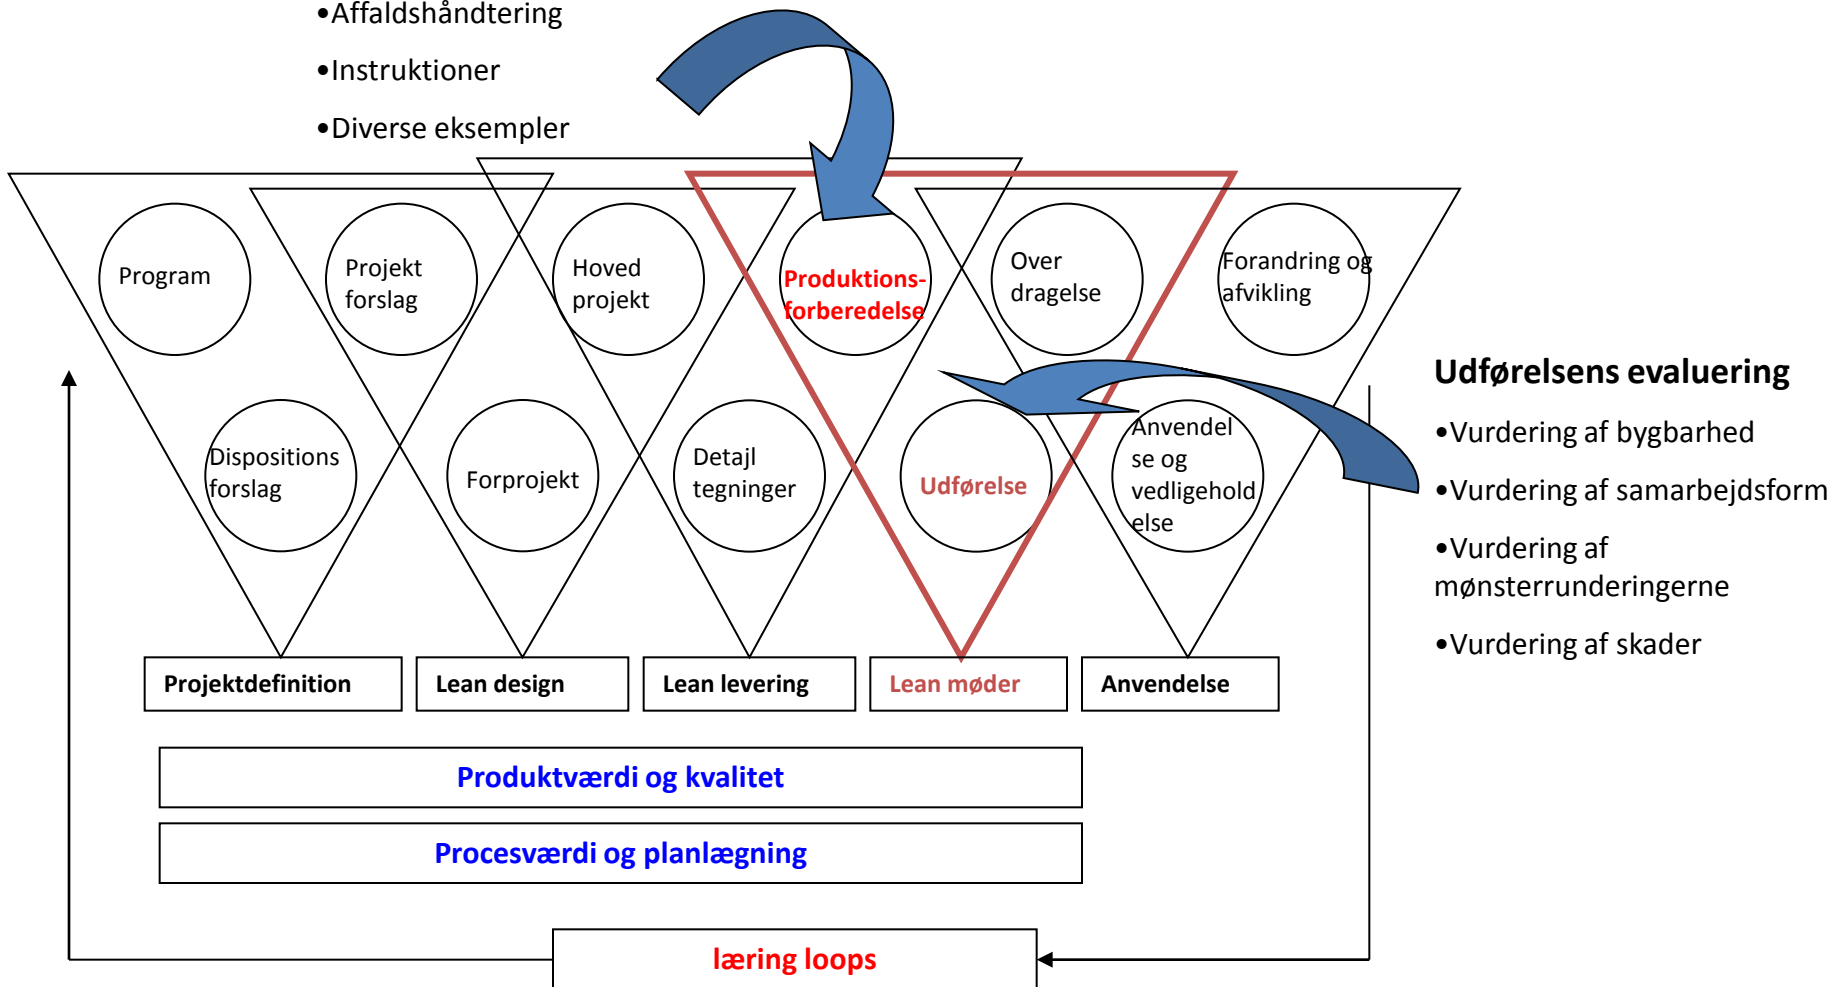 •Affaldshåndtering
•Instruktioner
•Diverse eksempler
Program
Projekt
forslag
Hoved
projekt
Produktions-
forberedelse
Over
dragelse
Forandring og
afvikling
Dispositions
forslag
Forprojekt
Detajl
tegninger
Udførelse
Anvendel
se og
vedligehold
else
Udførelsens evaluering
•Vurdering af bygbarhed
•Vurdering af samarbejdsform
•Vurdering af
mønsterrunderingerne
•Vurdering af skader
Projektdefinition
Lean design
Lean levering
Lean møder
Anvendelse
Produktværdi og kvalitet
Procesværdi og planlægning
læring loops